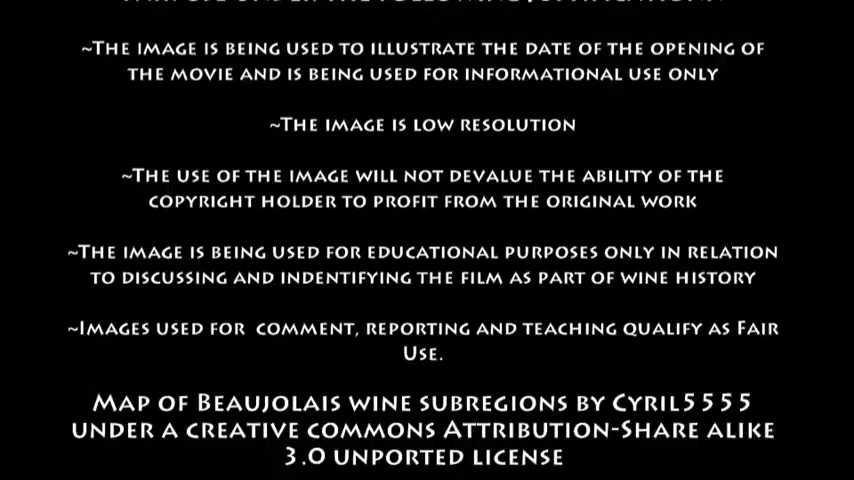 ~The image is being used to illustrate the date of the opening of
the movie and is being used for informational use only
~The image is low resolution
~The use of the image will not devalue the ability of the
copyright holder to profit from the original work
~The image is being used for educational purposes only in relation
to discussing and indentifying the film as part of wine history
~Images used for comment, reporting and teaching qualify as Fair
Use.
Map of Beaujolais wine subregions by Cyril5555
under a creative commons Attribution-Share alike
3.0 unported license